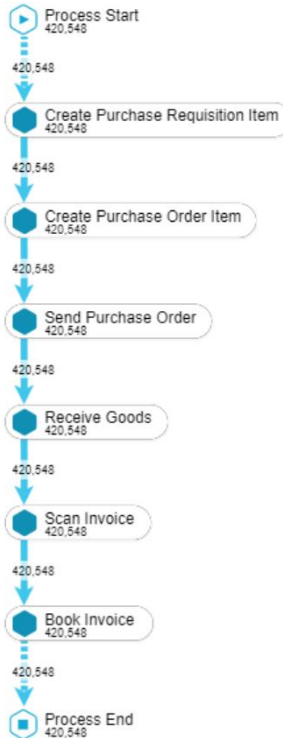 Process Start
420,548
420,548
Create Purchase Requisition Item
420,548
420,548
Create Purchase Order Item
420,548
420,548
Send Purchase Order
420,548
420,548
Receive Goods
420,548
420,548
Scan Invoice
420,548
420,548
Book Invoice
420,548
420,548
Process End
420,548